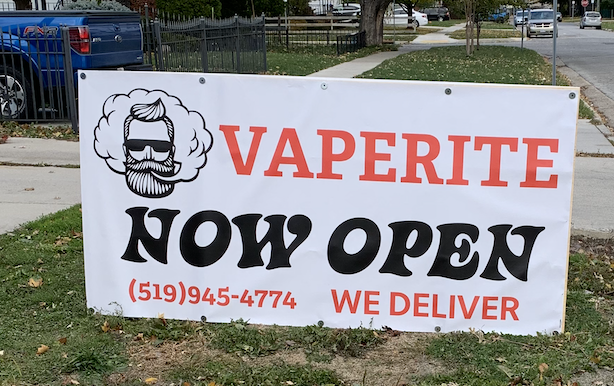 VAPERITE
NOW OPEN
(519)945-4774 WE DELIVER